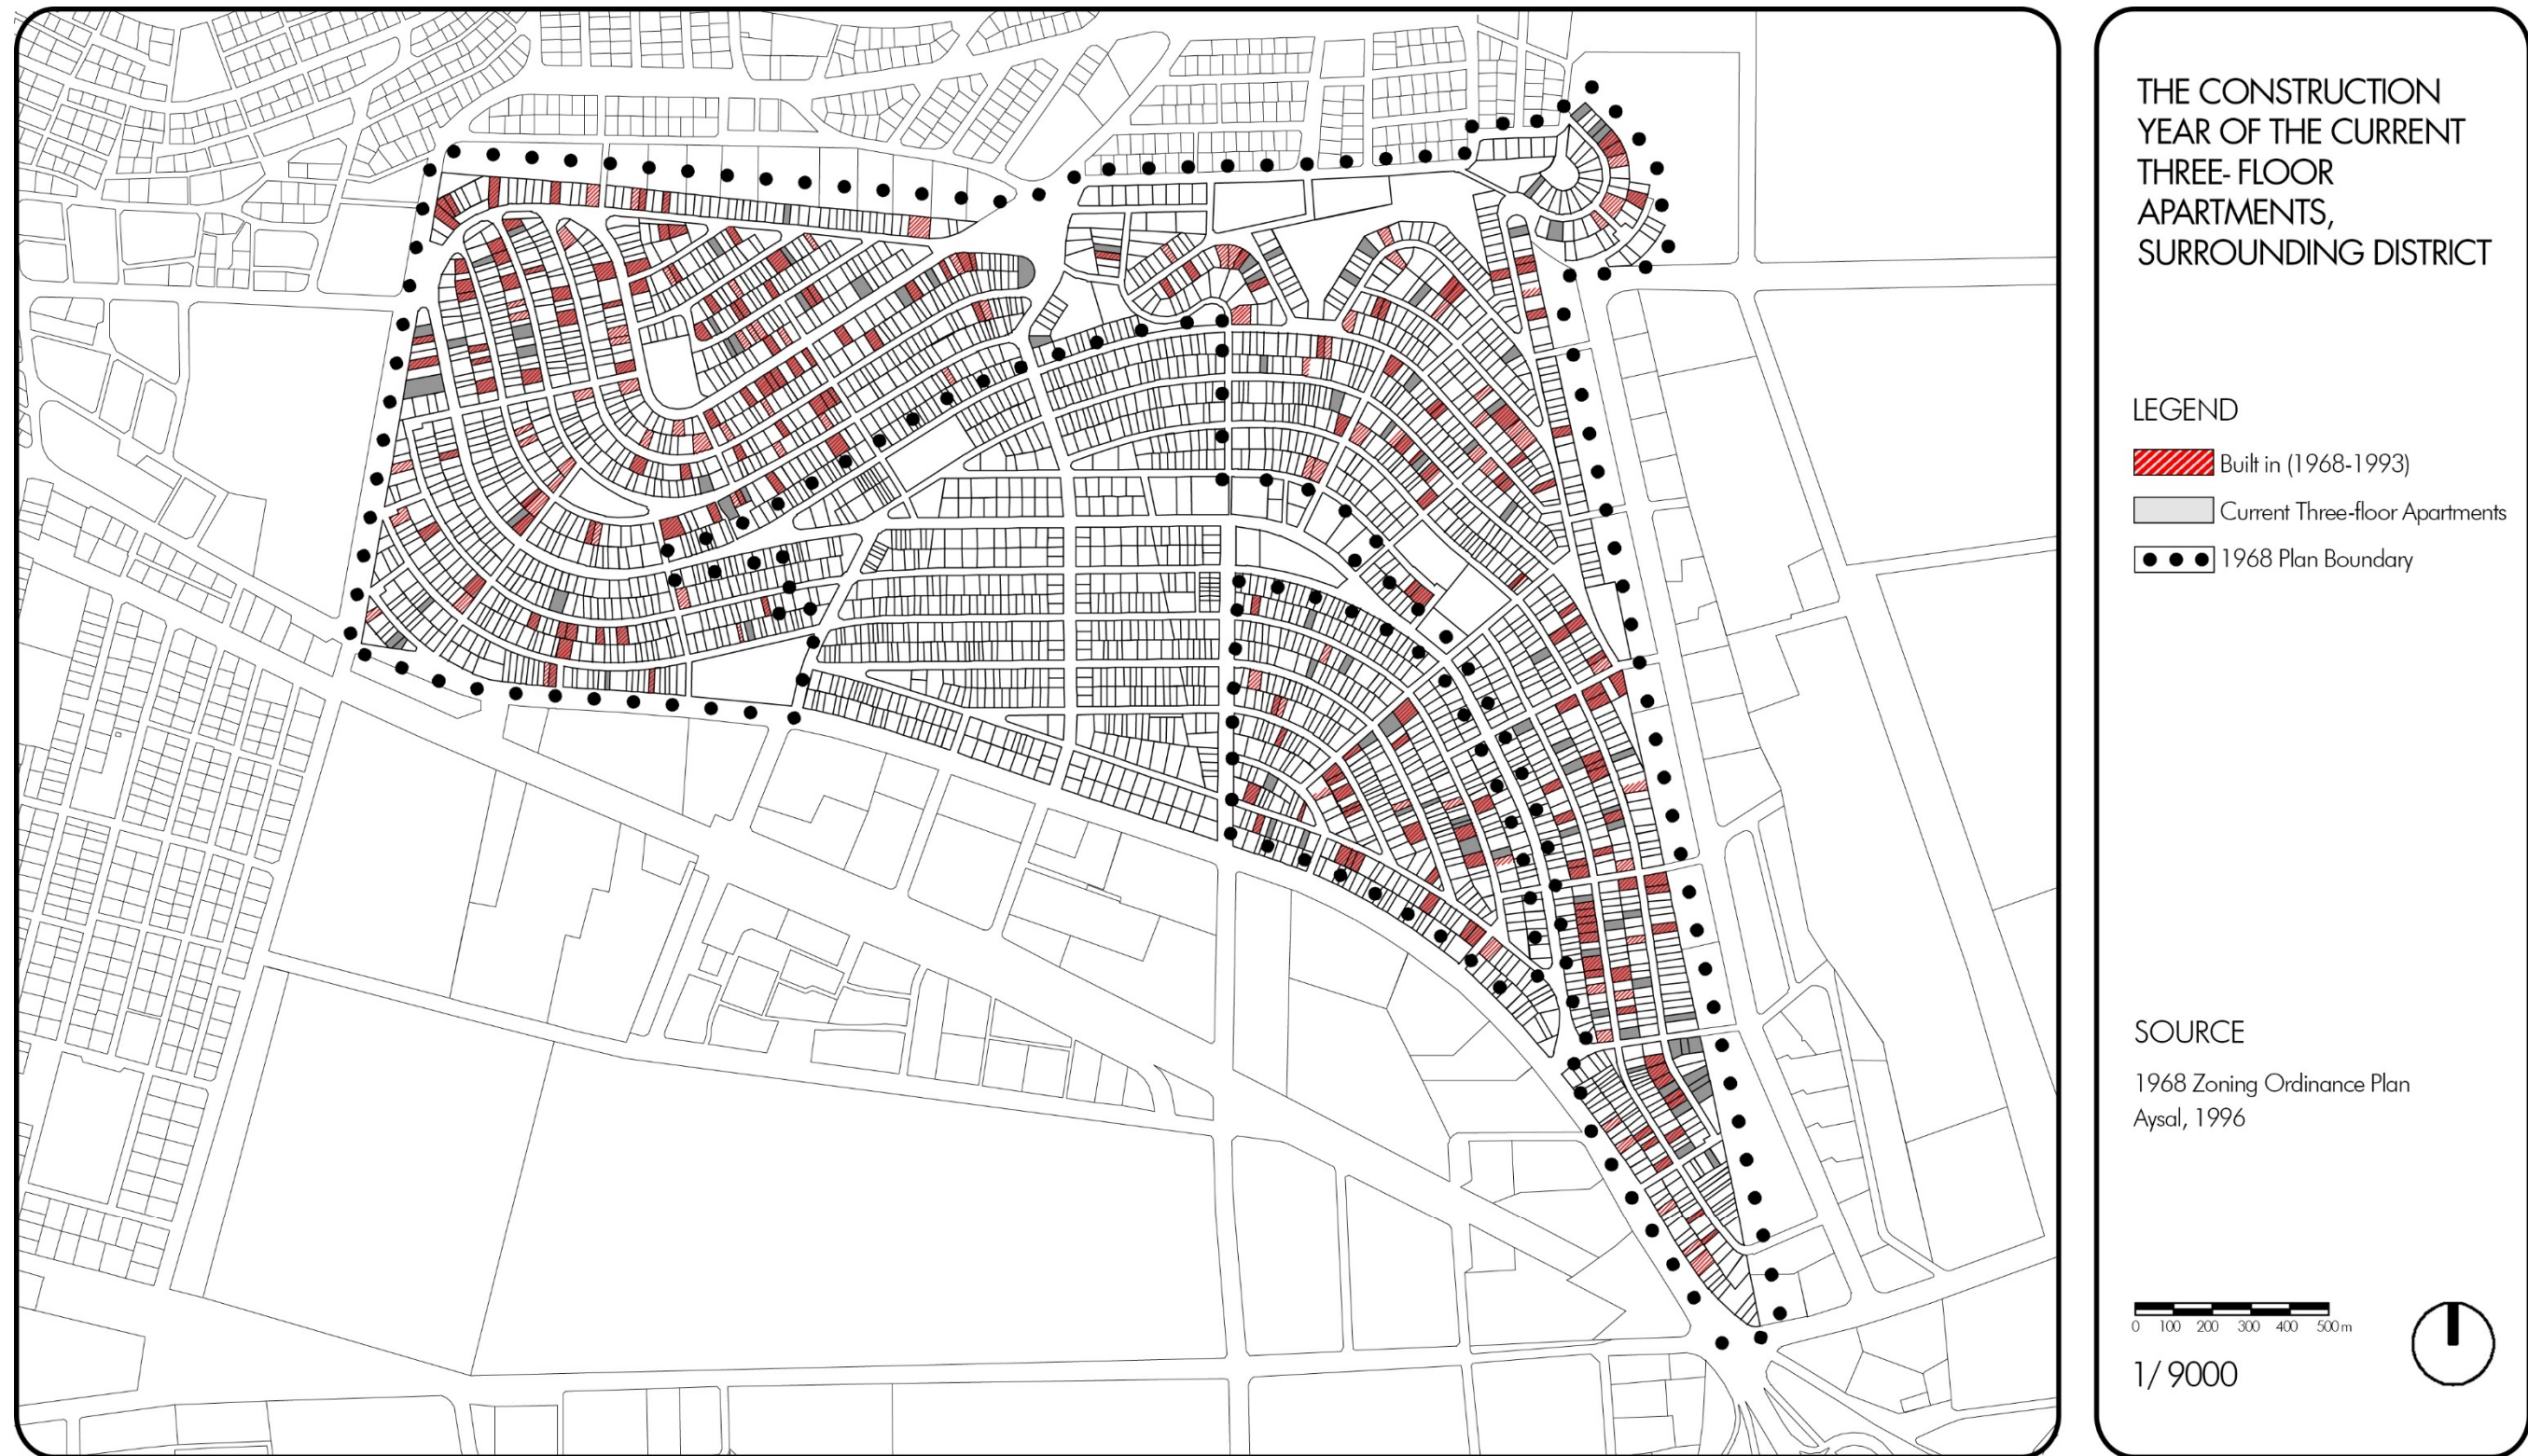 THE CONSTRUCTION
YEAR OF THE CURRENT
THREE- FLOOR
APARTMENTS,
SURROUNDING DISTRICT
LEGEND
Built in (1968-1993)
Current Three-floor Apartments
1968 Plan Boundary
SOURCE
1968 Zoning Ordinance Plan
Aysal, 1996
0 100 200 300 400 500 m
1/ 9000